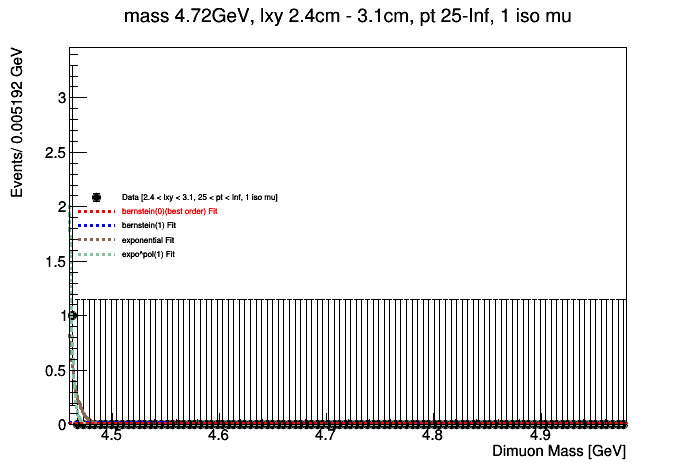 mass 4.72GeV, lxy 2.4cm - 3.1cm, pt 25-Inf, 1 iso mu
Events/ 0.005192 GeV
3
2.5
2
1.5
1
0.5
0
Data [2.4 < lxy < 3.1, 25 < pt < Inf, 1 iso mu]
bernstein(0)(best order) Fit
bernstein(1) Fit
exponential Fit
expo^pol(1) Fit
4.5 4.6 4.7 4.8 4.9
Dimuon Mass [GeV]